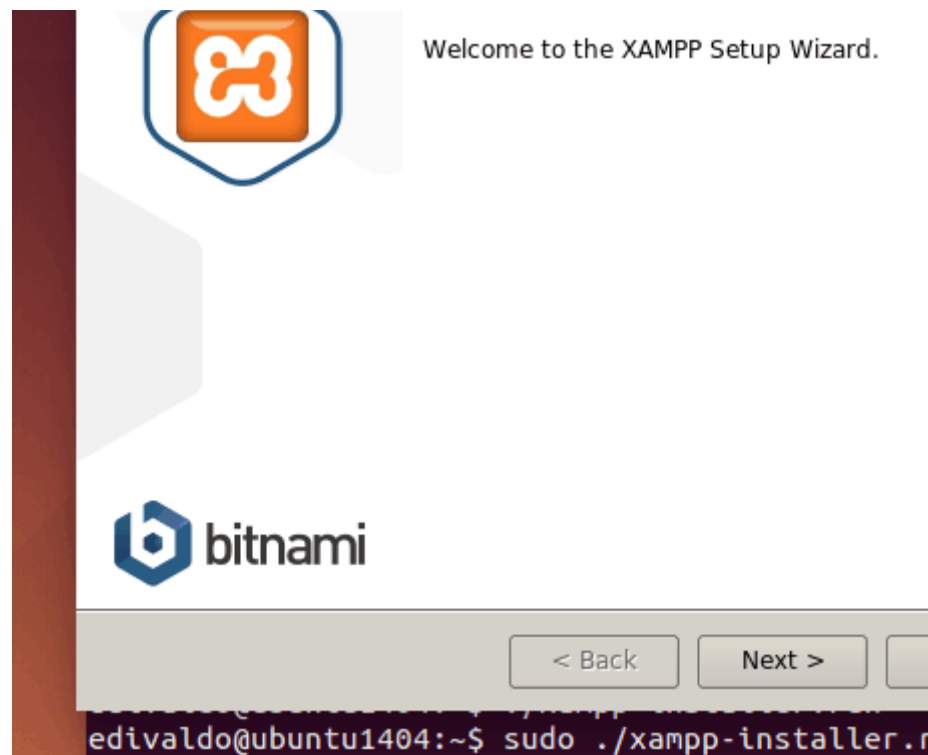 Welcome to the XAMPP Setup Wizard.
bitnami
< Back
Next >
edivaldo@ubuntu1404:~$ sudo ./xampp-installer.r